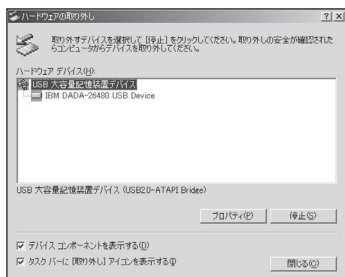 ハードウェアの取り外し
取り外すデバイスを選択して [停止] をクリックしてください。取り外しの安全が確認された
らコンピュータからデバイスを取り外してください。
ハードウェア デバイス(H):
USB 大容量記憶装置デバイス
IBM DADA-26480 USB Device
USB 大容量記憶装置デバイス (USB2.0-ATAPI Bridge)
プロパティ(P)
停止(S)
デバイス コンポーネントを表示する(D)
タスク バーに [取り外し] アイコンを表示する(I)
閉じる(C)